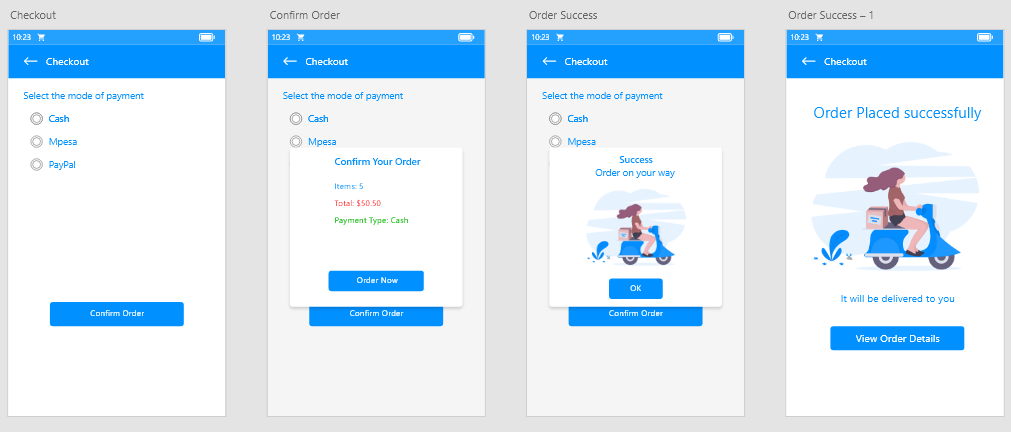 Checkout
10:23
Checkout
Select the mode of payment
Cash
Mpesa
PayPal
Confirm Order
Confirm Order
10:23
Checkout
Select the mode of payment
Cash
Mpesa
Confirm Your Order
Items: 5
Total: $50.50
Payment Type: Cash
Order Now
Confirm Order
Order Success
10:23
Checkout
Select the mode of payment
Cash
Mpesa
Success
Order on your way
OK
Confirm Order
Order Success – 1
10:23
Checkout
Order Placed successfully
It will be delivered to you
View Order Details